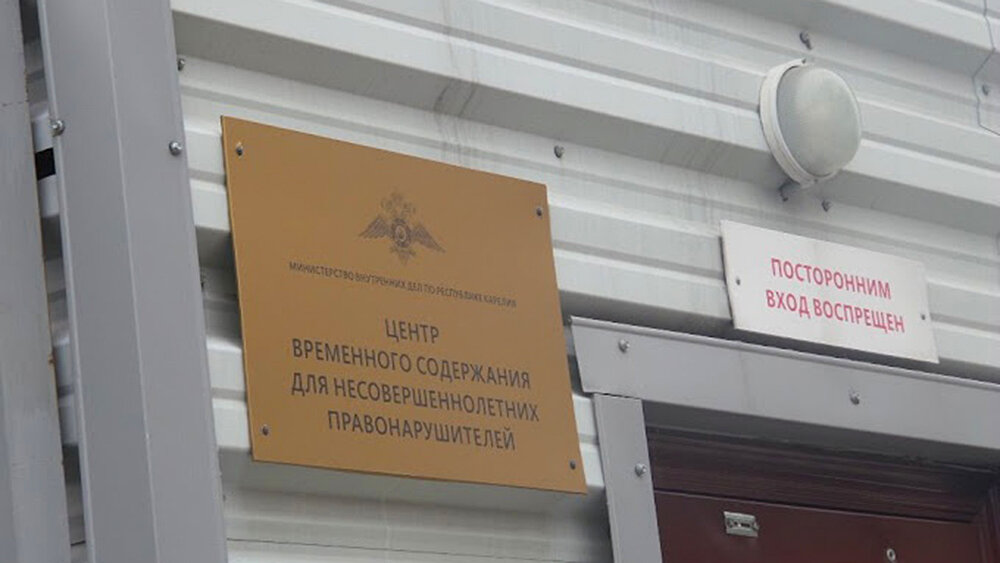 МИНИСТЕРСТВО ВНУТРЕННИХ ДЕЛ ПО РЕСПУБЛИКЕ КАРЕЛИЯ
ЦЕНТР
ВРЕМЕННОГО СОДЕРЖАНИЯ
ДЛЯ НЕСОВЕРШЕННОЛЕТНИХ
ПРАВОНАРУШИТЕЛЕЙ
ПОСТОРОННИМ
ВХОД ВОСПРЕЩЕН